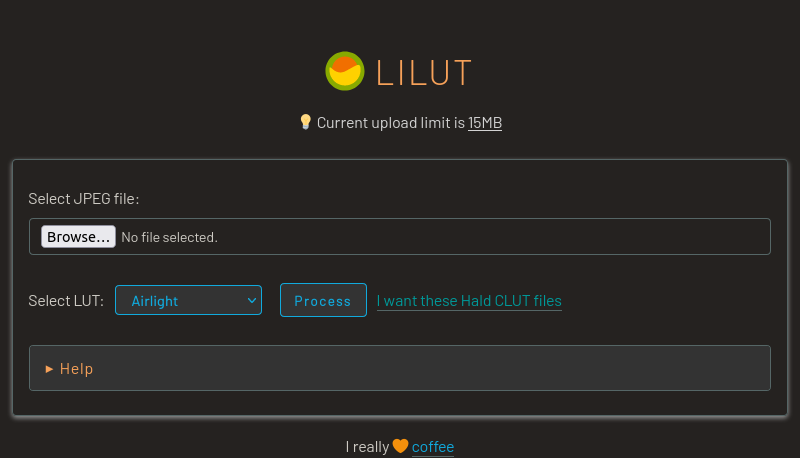 LILUT
Current upload limit is 15MB
Select JPEG file:
Browse... No file selected.
Select LUT: Airlight Process I want these Hald CLUT files
Help
I really 🧡 coffee